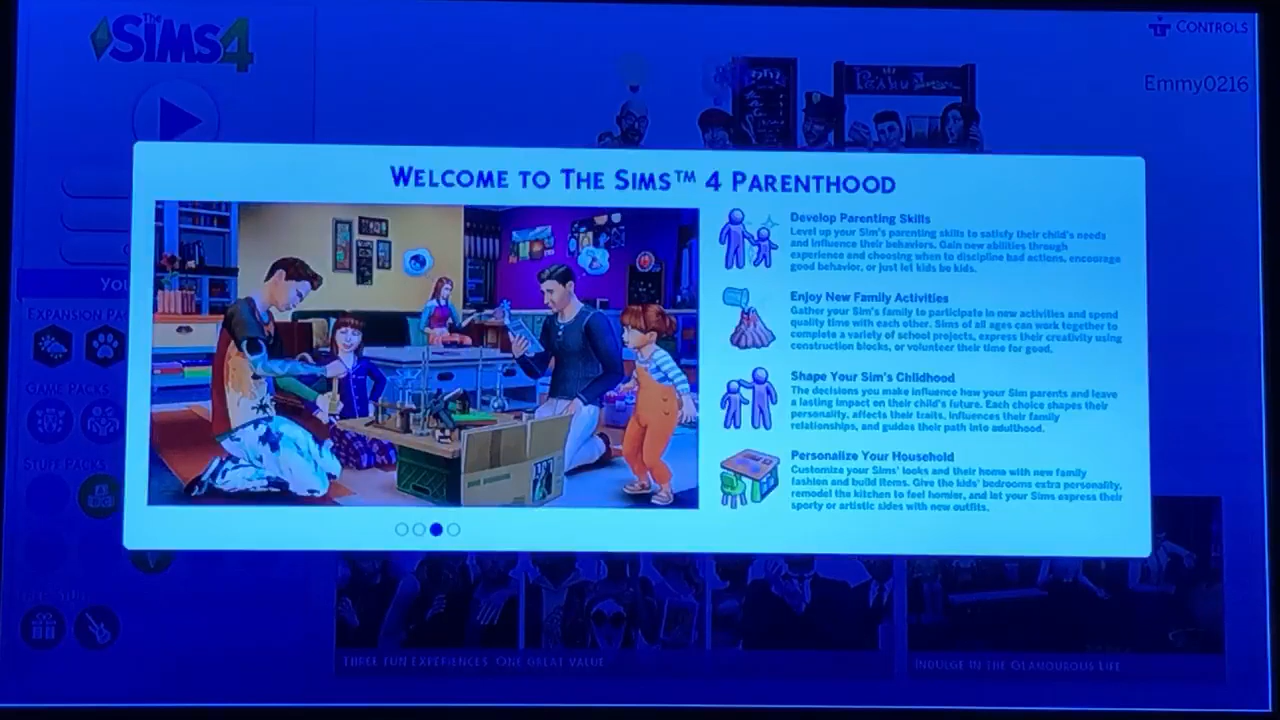 The SIMS 4
CONTROLS
Emmy0216
WELCOME TO THE SIMS™ 4 PARENTHOOD
Develop Parenting Skills
Level up your Sim's parenting skills to satisfy their child's needs
and influence their behaviors. Gain new abilities through
experience and choosing when to discipline bad actions, encourage
good behavior, or just let kids be kids.
Enjoy New Family Activities
Gather your Sim's family to participate in new activities and spend
quality time with each other. Sims of all ages can work together to
complete a variety of school projects, express their creativity using
construction blocks, or volunteer their time for good.
Shape Your Sim's Childhood
The decisions you make influence how your Sim parents and leave
a lasting impact on their child's future. Each choice shapes their
personality, affects their traits, influences their family
relationships, and guides their path into adulthood.
Personalize Your Household
Customize your Sims' looks and their home with new family
fashion and build items. Give the kids' bedrooms extra personality,
remodel the kitchen to feel homier, and let your Sims express their
sporty or artistic sides with new outfits.
YOU
EXPANSION PAC
GAME PACKS
STUFF PACKS
THREE FUN EXPERIENCES. ONE GREAT VALUE
INDULGE IN THE GLAMOUROUS LIFE